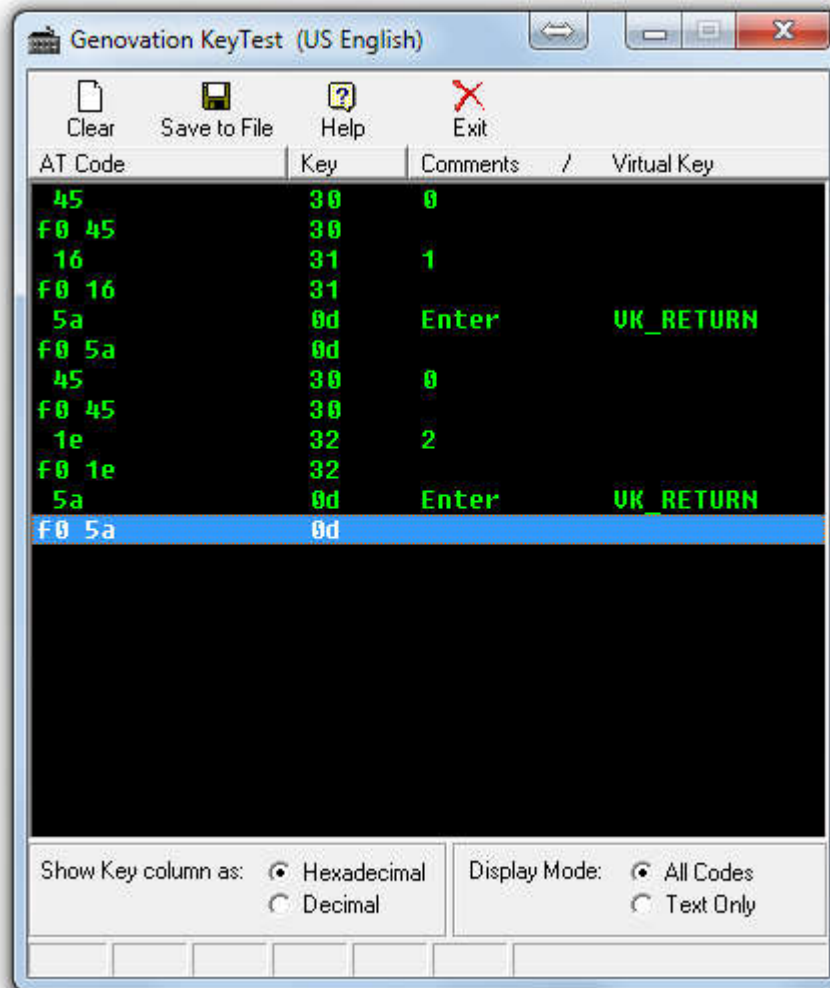 Genovation KeyTest (US English)
Clear Save to File Help Exit
AT Code Key Comments / Virtual Key
45 30 0
f0 45 30
16 31 1
f0 16 31
5a 0d Enter VK_RETURN
f0 5a 0d
45 30 0
f0 45 30
1e 32 2
f0 1e 32
5a 0d Enter VK_RETURN
f0 5a 0d
Show Key column as: Hexadecimal Display Mode: All Codes
Decimal Text Only